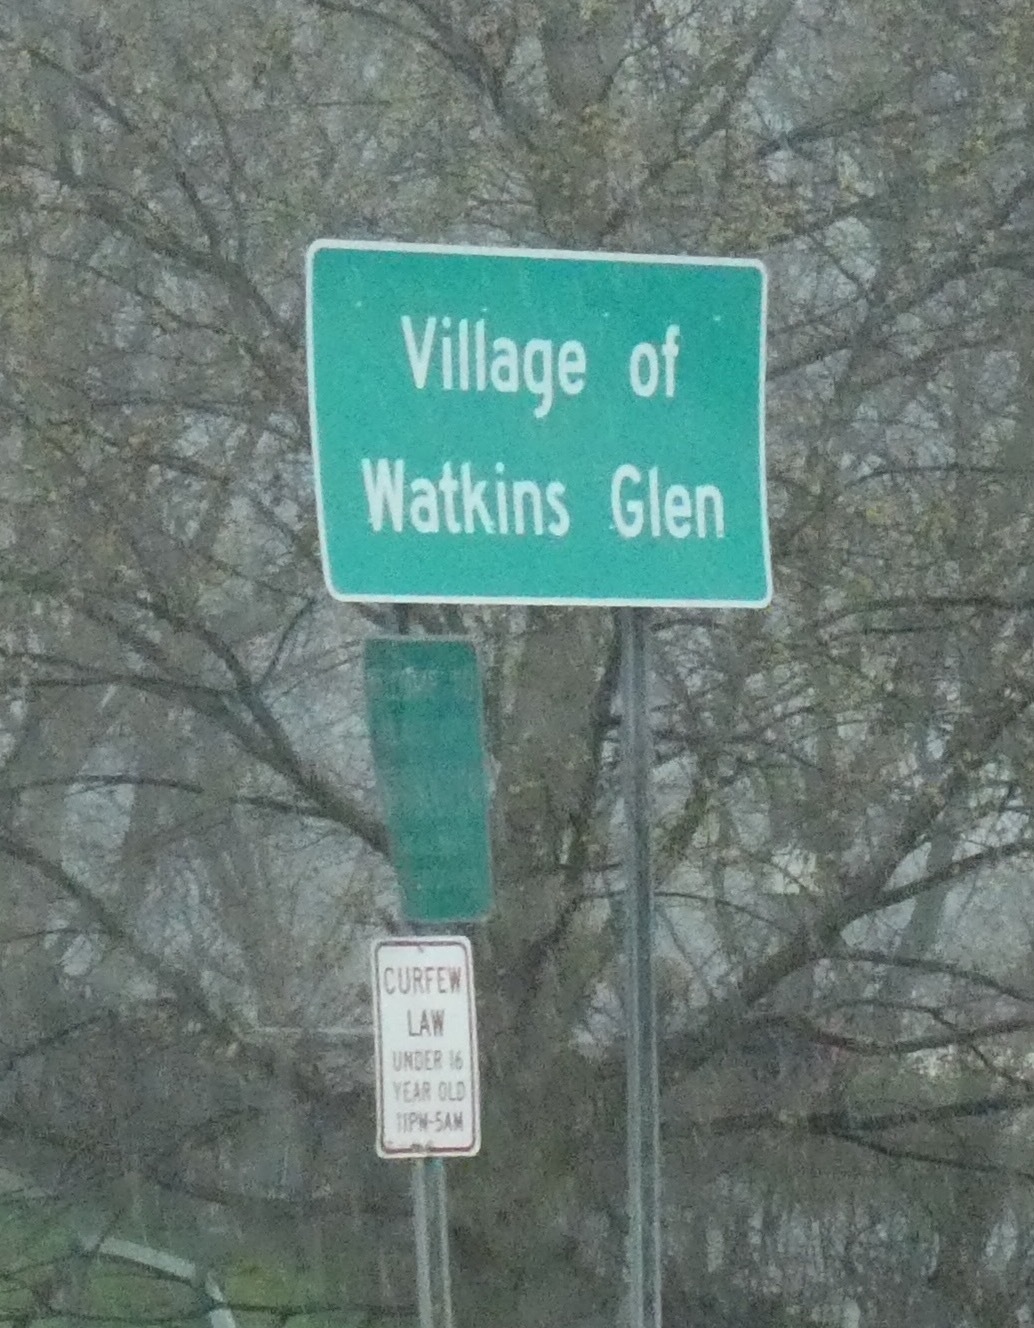 Village of
Watkins Glen
CURFEW
LAW
UNDER 16
YEAR OLD
11PM-5AM